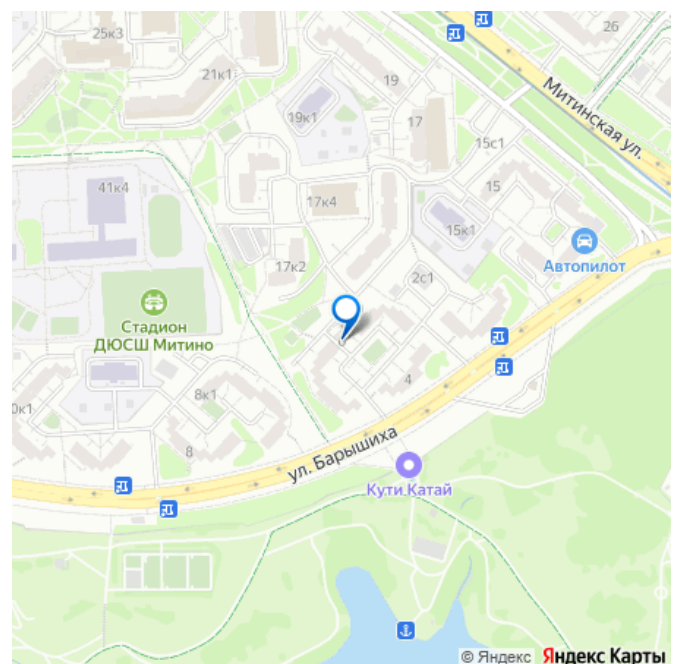 25к3
26
21к1
19
Митинская ул.
19к1
17
15с1
41к4
17к4
15
15к1
Автопилот
17к2
2с1
Стадион
ДЮСШ Митино
4
8к1
0к1
8
ул. Барышиха
Кути Катай
© Яндекс Яндекс Карты